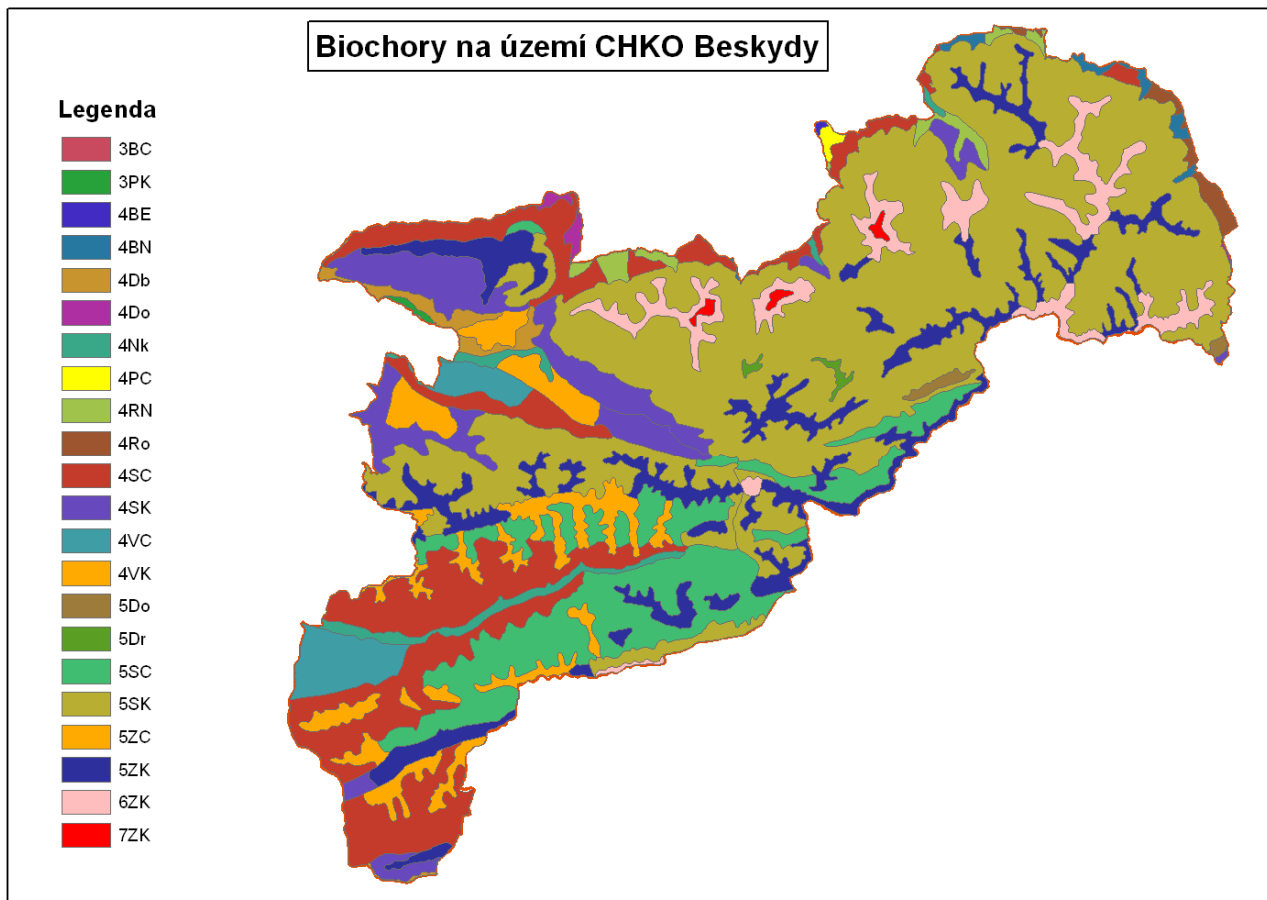 Biochory na území CHKO Beskydy
Legenda
3BC
3PK
4BE
4BN
4Db
4Do
4Nk
4PC
4RN
4Ro
4SC
4SK
4VC
4VK
5Do
5Dr
5SC
5SK
5ZC
5ZK
6ZK
7ZK